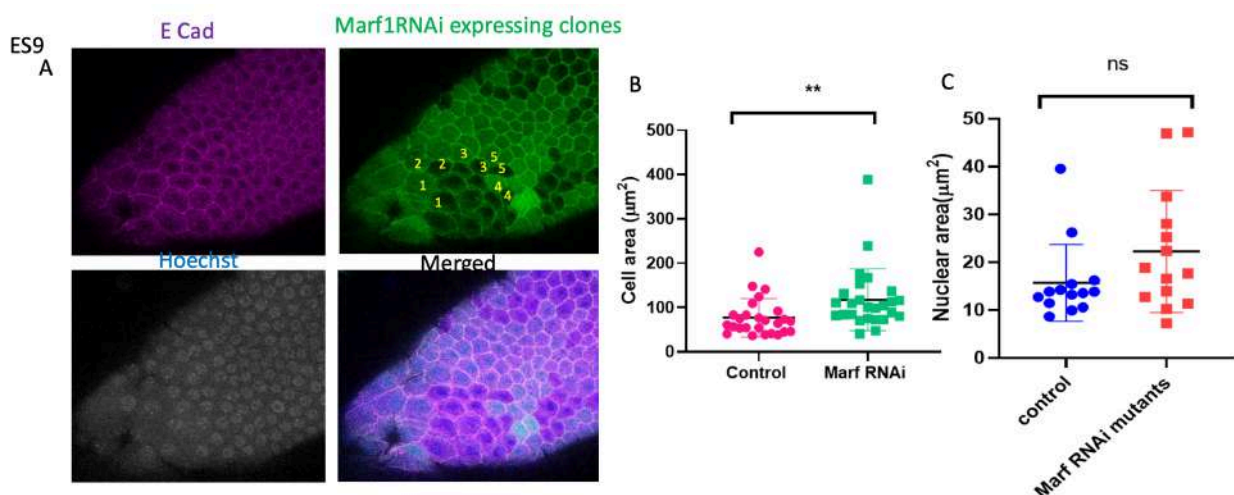 ES9
A
E Cad
Marf1RNAi expressing clones
2 2 3 5
3 5
1 4
1 4
Hoechst
Merged
B
**
Cell area (μm²)
500
400
300
200
100
0
Control Marf RNAi
C
ns
Nuclear area(μm²)
50
40
30
20
10
0
control
Marf RNAi mutants